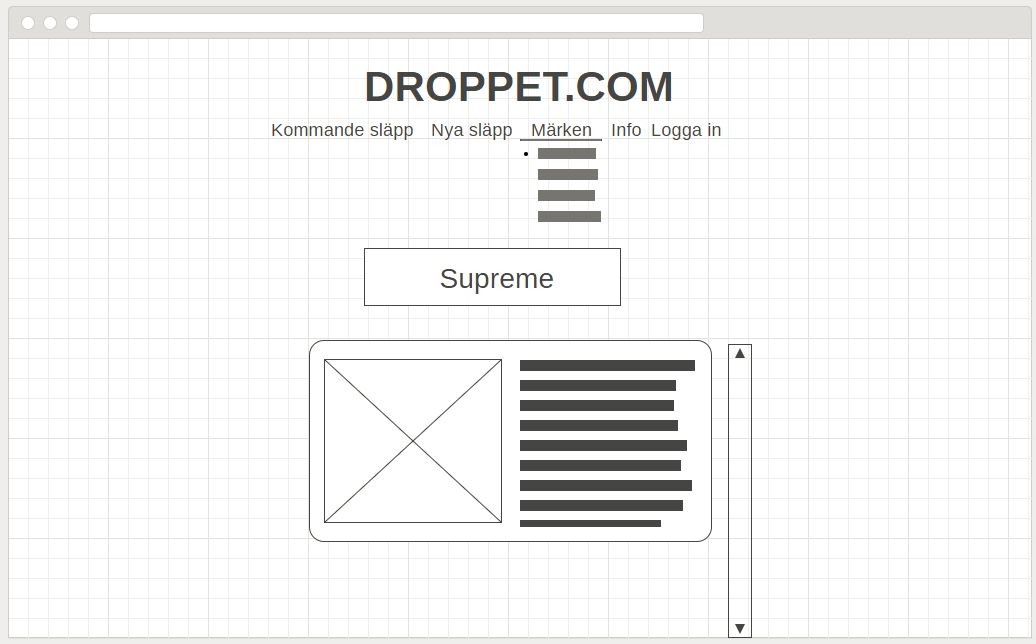 DROPPET.COM
Kommande släpp Nya släpp Märken Info Logga in
Supreme